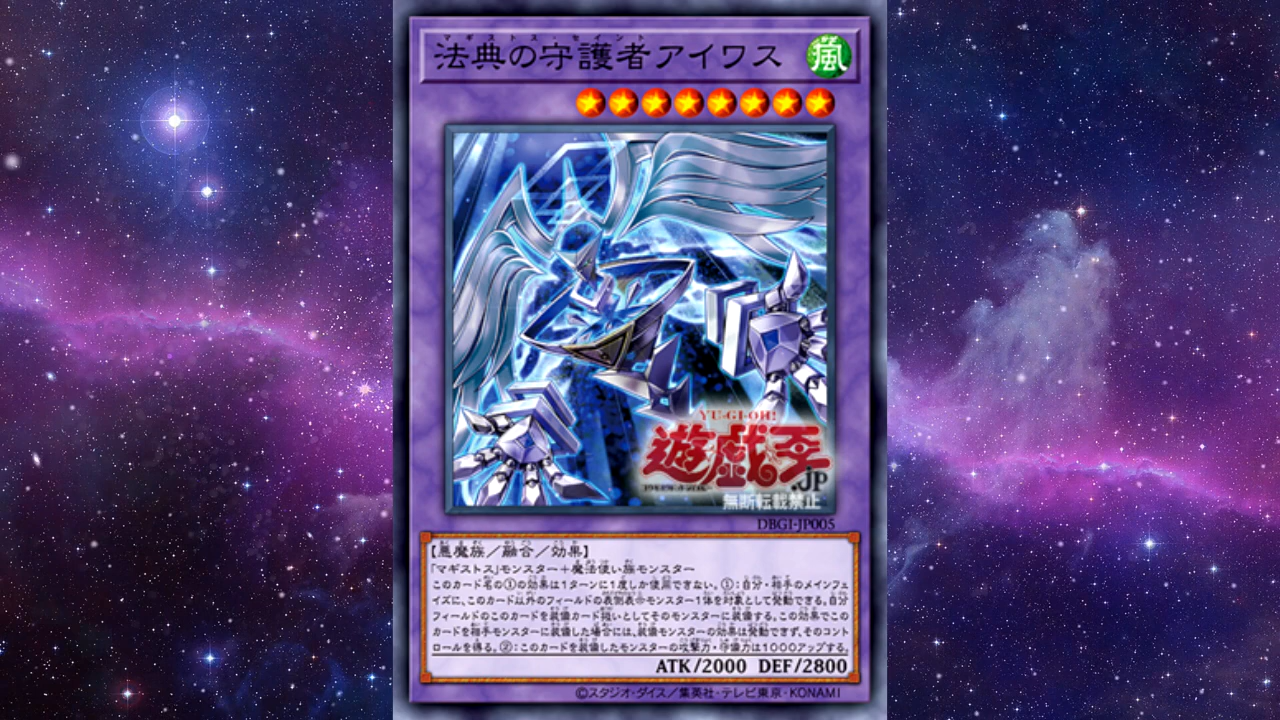 マギストス・セイント
法典の守護者アイワス
風
YU-GI-OH!
遊戯王
.JP
無断転載禁止
DBGI-JP005
【悪魔族／融合／効果】
「マギストス」モンスター＋魔法使い族モンスター
このカード名の①の効果は１ターンに１度しか使用できない。①：自分・相手のメインフェ
イズに、このカード以外のフィールドの表側表示モンスター１体を対象として発動できる。自分
フィールドのこのカードを装備カード扱いとしてそのモンスターに装備する。この効果でこの
カードを相手モンスターに装備した場合には、装備モンスターの効果は発動できず、そのコント
ロールを得る。②：このカードを装備したモンスターの攻撃力・守備力は１０００アップする。
ATK/2000 DEF/2800
©スタジオ・ダイス／集英社・テレビ東京・KONAMI